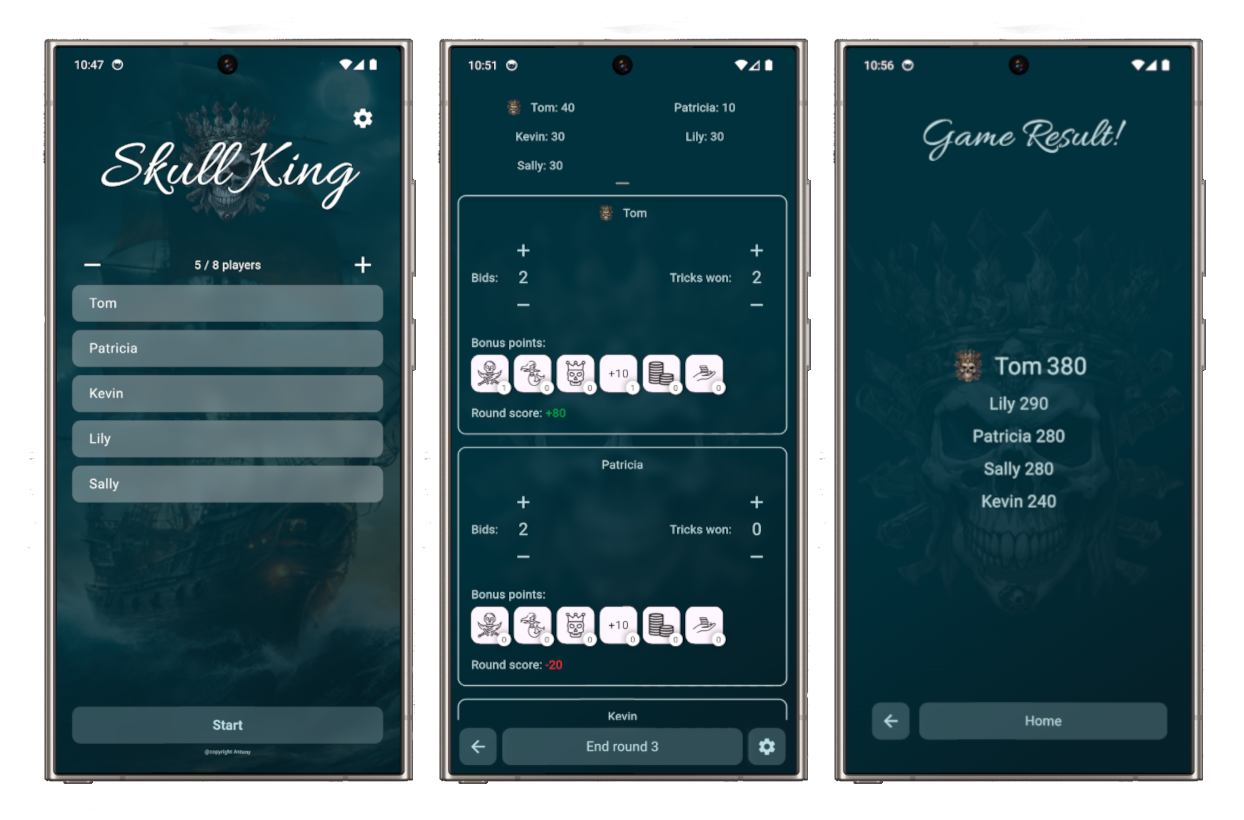 10:47
Skull King
5 / 8 players
Tom
Patricia
Kevin
Lily
Sally
Start
@copyright Antony
10:51
Tom: 40
Patricia: 10
Kevin: 30
Lily: 30
Sally: 30
Tom
Bids: 2
Tricks won: 2
Bonus points:
1 0 0 +10 1 0 0
Round score: +80
Patricia
Bids: 2
Tricks won: 0
Bonus points:
0 0 0 +10 0 0 0
Round score: -20
Kevin
End round 3
10:56
Game Result!
Tom 380
Lily 290
Patricia 280
Sally 280
Kevin 240
Home